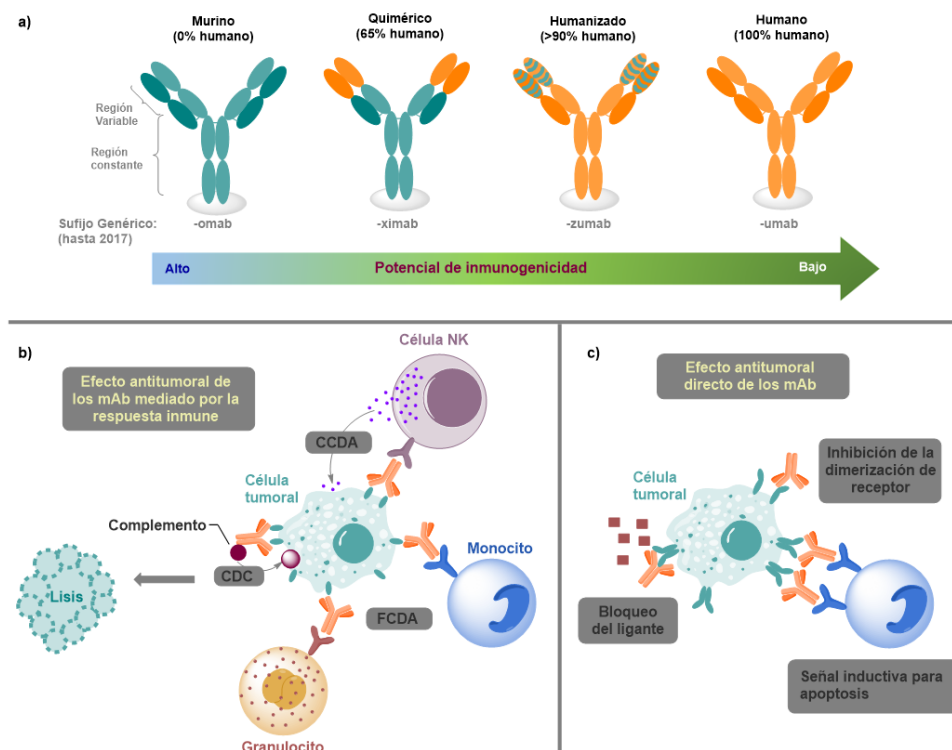 a)
Murino
(0% humano)
Quimérico
(65% humano)
Humanizado
(>90% humano)
Humano
(100% humano)
Región
Variable
Región
constante
Sufijo Genérico:
(hasta 2017)
-omab
-ximab
-zumab
-umab
Alto
Potencial de inmunogenicidad
Bajo
b)
Efecto antitumoral de
los mAb mediado por la
respuesta inmune
Célula NK
CCDA
Célula
tumoral
Complemento
CDC
Lisis
Monocito
FCDA
Granulocito
c)
Efecto antitumoral
directo de los mAb
Inhibición de la
dimerización de
receptor
Célula
tumoral
Bloqueo
del ligante
Señal inductiva para
apoptosis